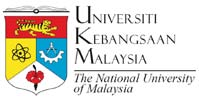 UNIVERSITI
KEBANGSAAN
MALAYSIA
The National University
of Malaysia